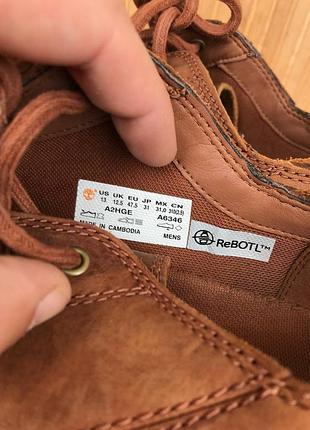 US UK EU JP MX CN
13 12.5 47.5 31 31.0 310(2.5)
A2HGE A6346
MADE IN CAMBODIA MENS
ReBOTL™